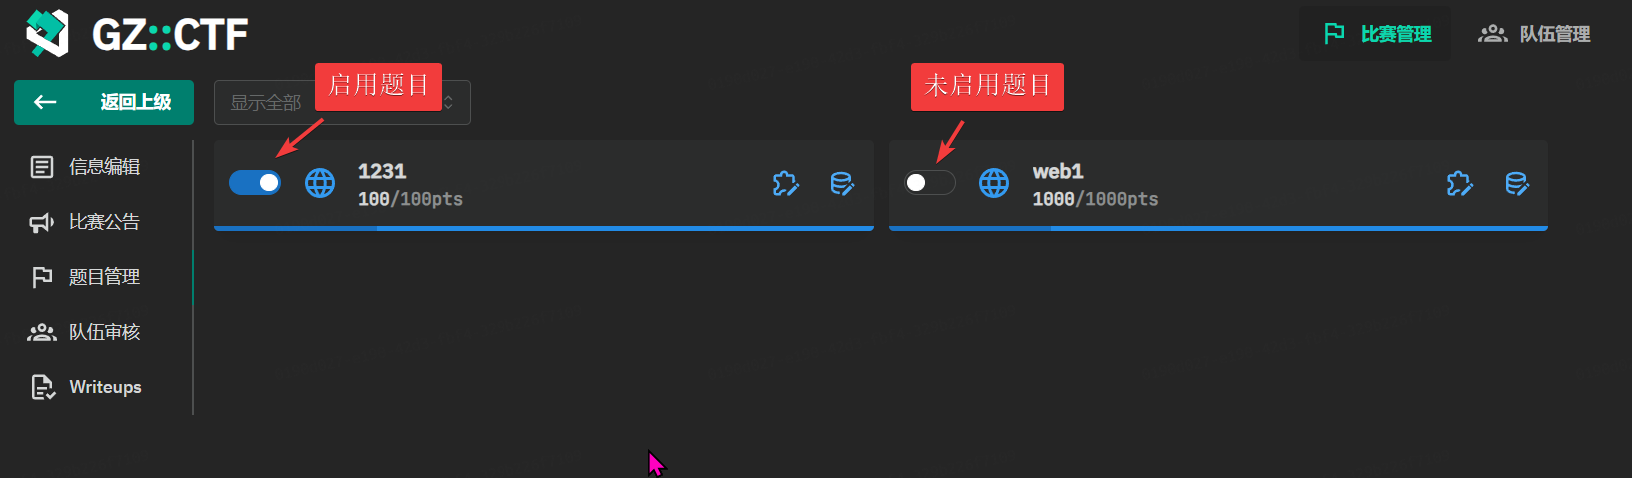 GZ::CTF
比赛管理
队伍管理
返回上级
显示全部
启用题目
未启用题目
信息编辑
比赛公告
题目管理
队伍审核
Writeups
1231
100/100pts
web1
1000/1000pts